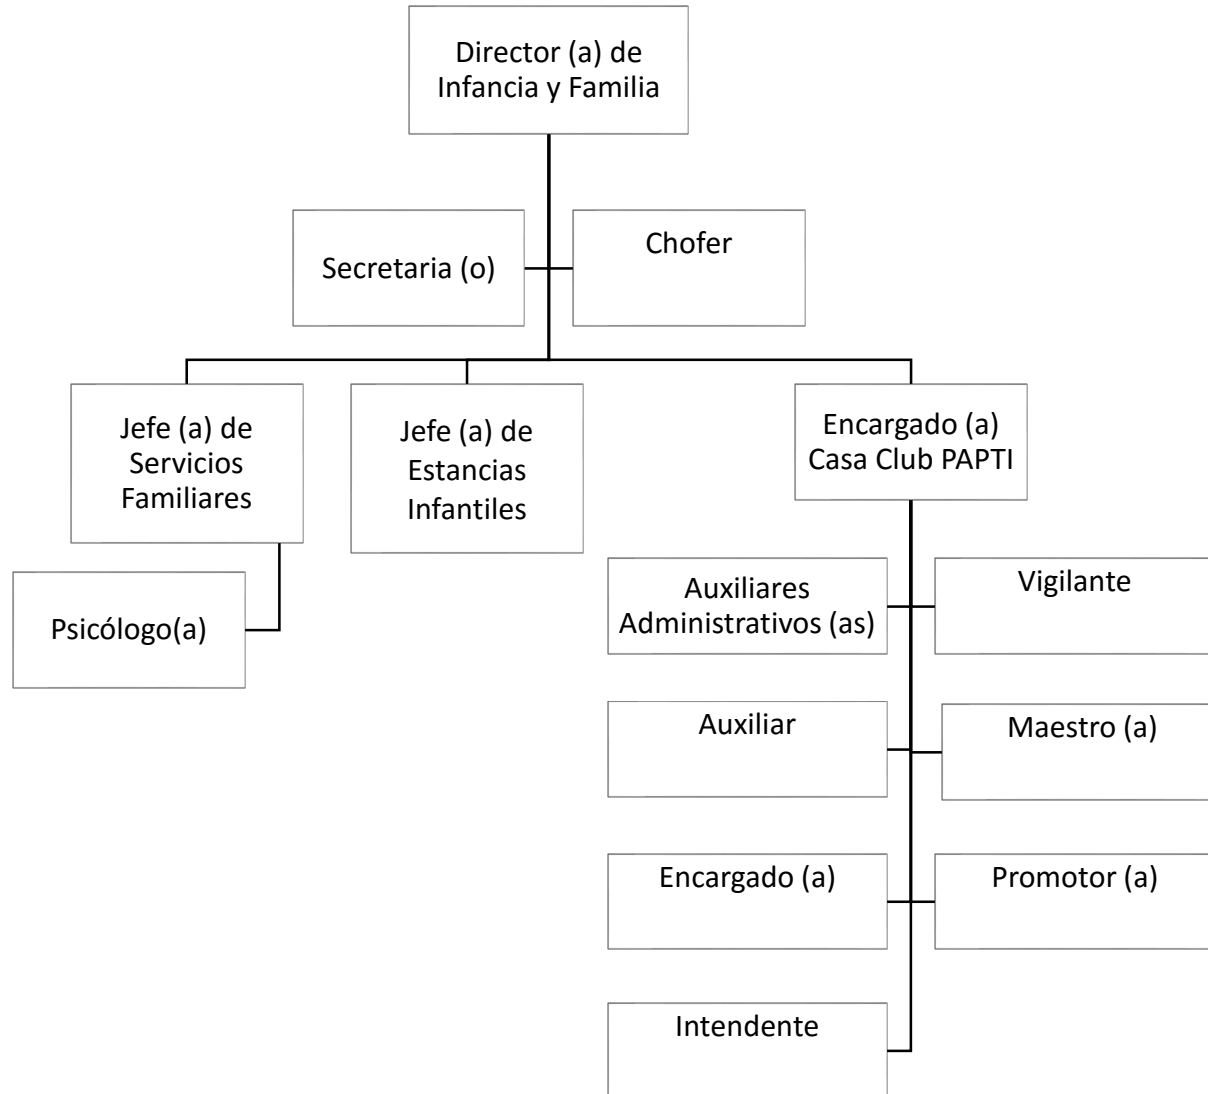 Director (a) de
Infancia y Familia
Secretaria (o)
Chofer
Jefe (a) de
Servicios
Familiares
Jefe (a) de
Estancias
Infantiles
Encargado (a)
Casa Club PAPTI
Psicólogo(a)
Auxiliares
Administrativos (as)
Vigilante
Auxiliar
Maestro (a)
Encargado (a)
Promotor (a)
Intendente